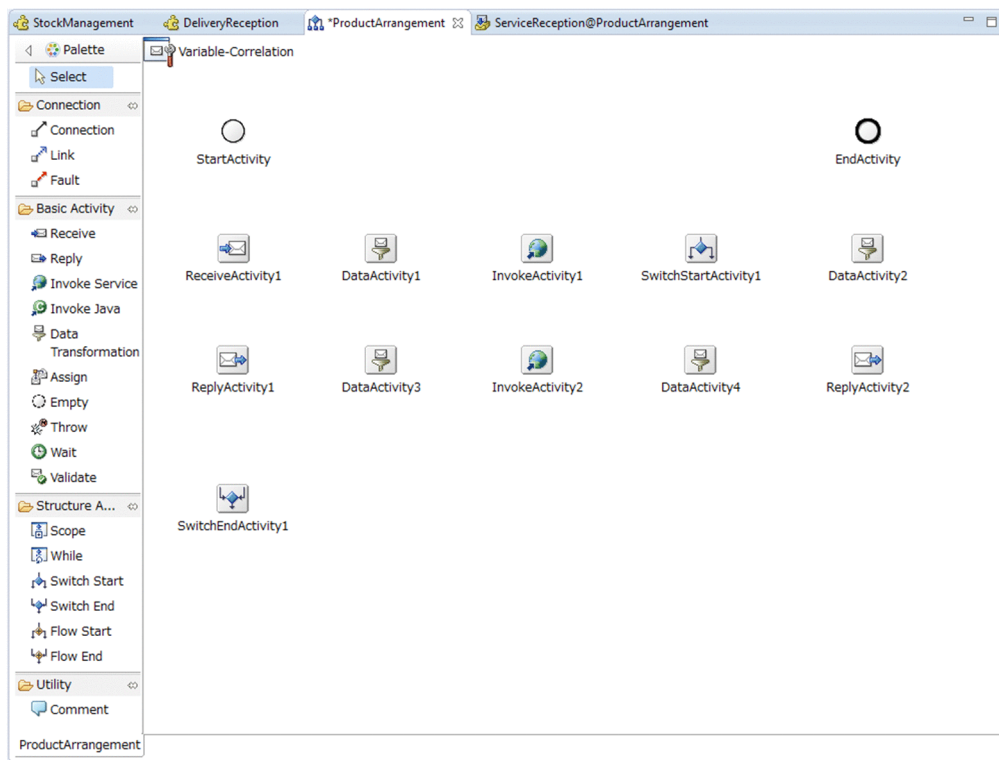 StockManagement
DeliveryReception
*ProductArrangement
ServiceReception@ProductArrangement
Palette
Select
Connection
Connection
Link
Fault
Basic Activity
Receive
Reply
Invoke Service
Invoke Java
Data
Transformation
Assign
Empty
Throw
Wait
Validate
Structure A...
Scope
While
Switch Start
Switch End
Flow Start
Flow End
Utility
Comment
Variable-Correlation
StartActivity
EndActivity
ReceiveActivity1
DataActivity1
InvokeActivity1
SwitchStartActivity1
DataActivity2
ReplyActivity1
DataActivity3
InvokeActivity2
DataActivity4
ReplyActivity2
SwitchEndActivity1
ProductArrangement